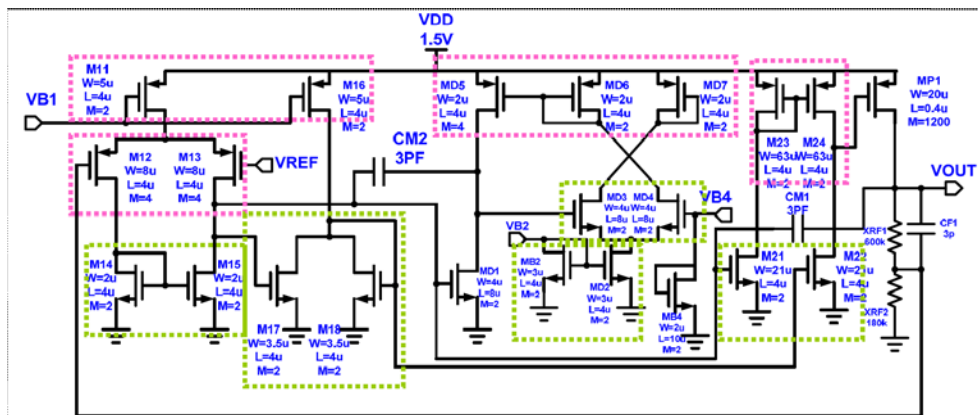 VDD
1.5V
M11
W=5u
L=4u
M=2
VB1
M16
W=5u
L=4u
M=2
MD5
W=2u
L=4u
M=4
MD6
W=2u
L=4u
M=2
MD7
W=2u
L=4u
M=2
MP1
W=20u
L=0.4u
M=1200
M12
W=8u
L=4u
M=4
M13
W=8u
L=4u
M=4
VREF
CM2
3PF
M23
W=63u
L=4u
M=2
M24
W=63u
L=4u
M=2
VOUT
MD3
W=4u
L=8u
M=2
MD4
W=4u
L=8u
M=2
VB4
CM1
3PF
VB2
XRF1
600k
CF1
3p
M14
W=2u
L=4u
M=2
M15
W=2u
L=4u
M=2
MD1
W=4u
L=8u
M=2
MB2
W=3u
L=4u
M=2
MD2
W=3u
L=4u
M=2
MB4
W=2u
L=10u
M=2
M21
W=21u
L=4u
M=2
L=4u
M=2
XRF2
M17
W=3.5u
L=4u
M=2
M18
W=3.5u
L=4u
M=2